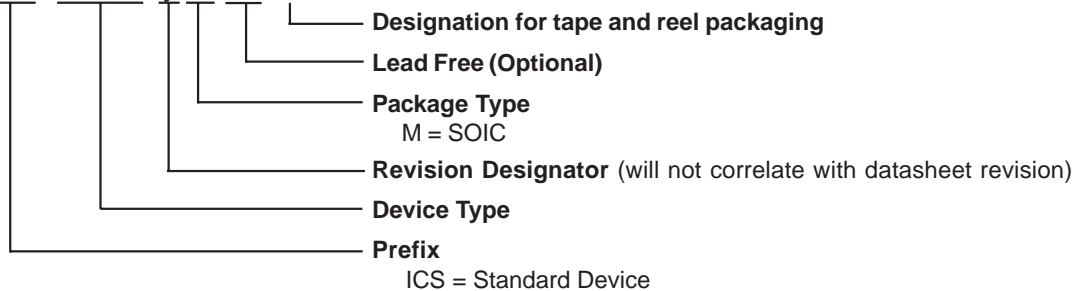 Designation for tape and reel packaging
Lead Free (Optional)
Package Type
M = SOIC
Revision Designator (will not correlate with datasheet revision)
Device Type
Prefix
ICS = Standard Device